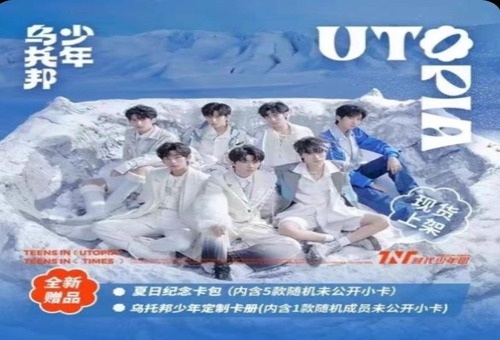 乌托邦
少年
UTOPIA
现货
上架
TEENS IN《 UTOPIA
TEENS IN《 TIMES 》
TNT时代少年团
全新
赠品
夏日纪念卡包（内含5款随机未公开小卡）
乌托邦少年定制卡册(内含1款随机成员未公开小卡)